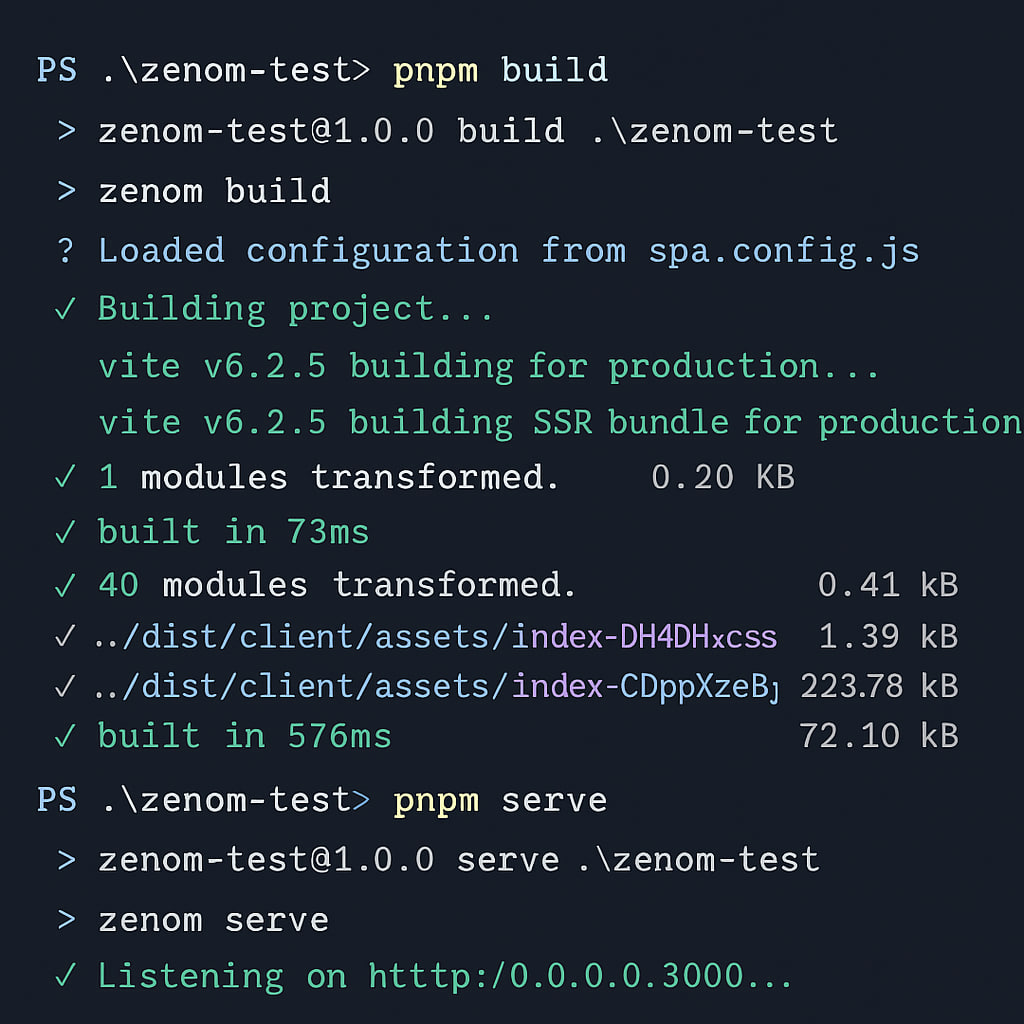 PS .\zenom-test> pnpm build
> zenom-test@1.0.0 build .\zenom-test
> zenom build
? Loaded configuration from spa.config.js
✓ Building project...
vite v6.2.5 building for production...
vite v6.2.5 building SSR bundle for production
✓ 1 modules transformed. 0.20 KB
✓ built in 73ms
✓ 40 modules transformed. 0.41 kB
✓ ../dist/client/assets/index-DH4DHₓcss 1.39 kB
✓ ../dist/client/assets/index-CDppXzeBȷ 223.78 kB
✓ built in 576ms 72.10 kB
PS .\zenom-test> pnpm serve
> zenom-test@1.0.0 serve .\zenom-test
> zenom serve
✓ Listening on htttp:/0.0.0.0.3000...